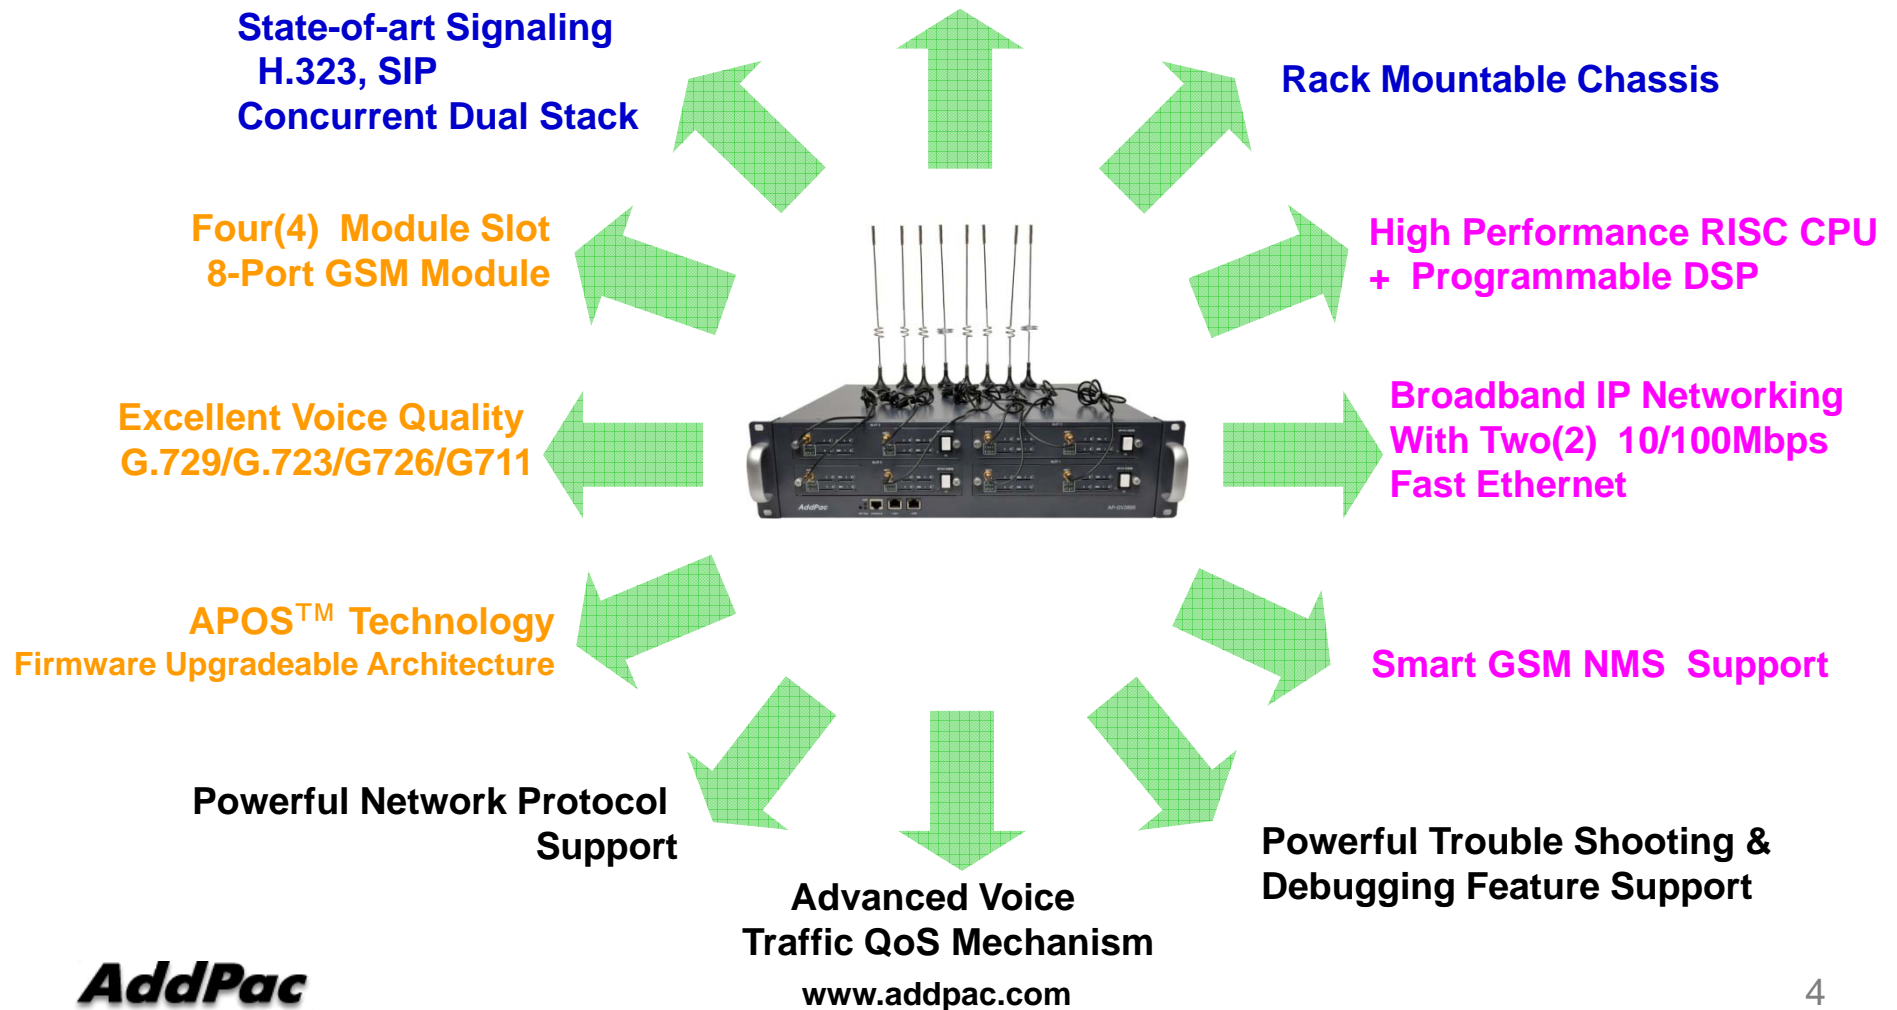 State-of-art Signaling
H.323, SIP
Concurrent Dual Stack
Rack Mountable Chassis
Four(4) Module Slot
8-Port GSM Module
High Performance RISC CPU
+ Programmable DSP
Excellent Voice Quality
G.729/G.723/G726/G711
Broadband IP Networking
With Two(2) 10/100Mbps
Fast Ethernet
AddPac
APOS™ Technology
Firmware Upgradeable Architecture
Smart GSM NMS Support
Powerful Network Protocol
Support
Powerful Trouble Shooting &
Debugging Feature Support
Advanced Voice
Traffic QoS Mechanism
AddPac
www.addpac.com
4